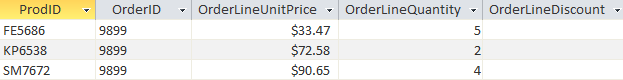 ProdID OrderID OrderLineUnitPrice OrderLineQuantity OrderLineDiscount
FE5686 9899 $33.47 5
KP6538 9899 $72.58 2
SM7672 9899 $90.65 4